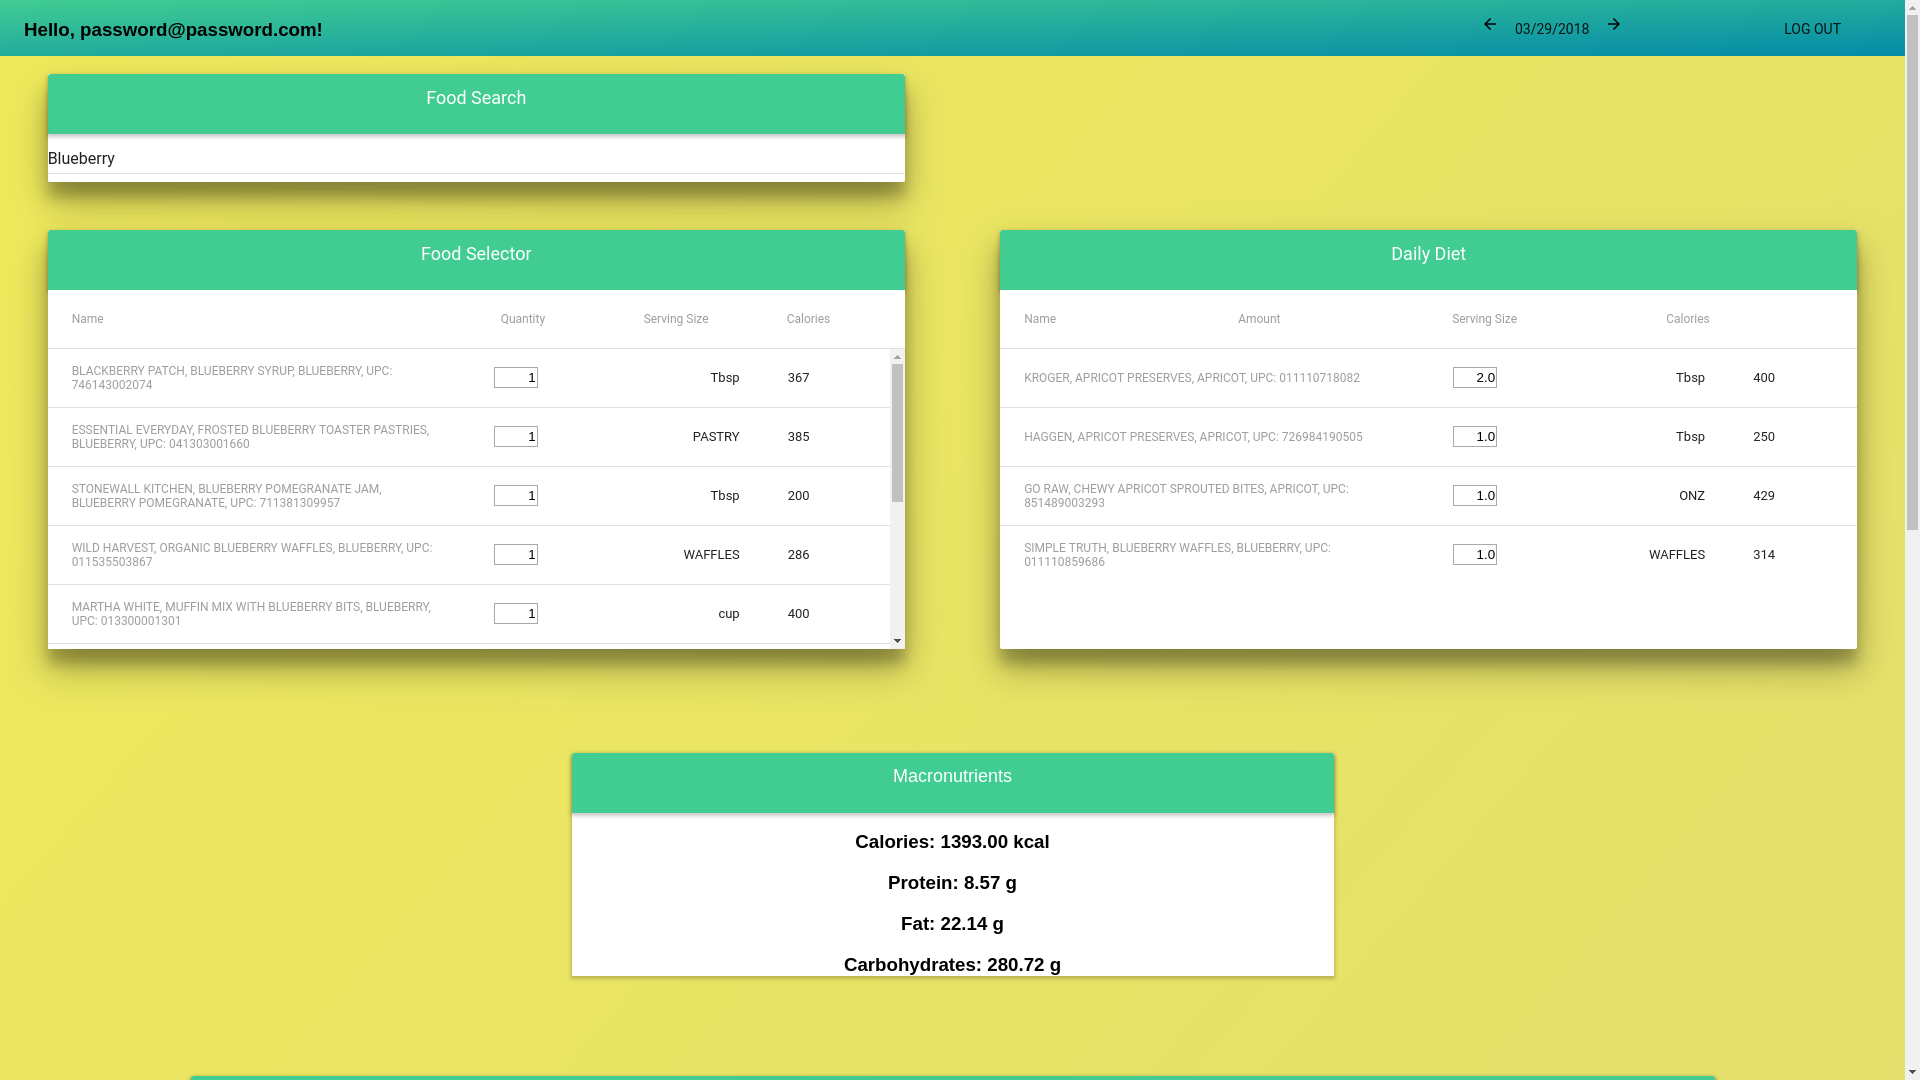 Hello, password@password.com!
03/29/2018
LOG OUT
Food Search
Blueberry
Food Selector
Name Quantity Serving Size Calories
BLACKBERRY PATCH, BLUEBERRY SYRUP, BLUEBERRY, UPC:
746143002074
1 Tbsp 367
ESSENTIAL EVERYDAY, FROSTED BLUEBERRY TOASTER PASTRIES,
BLUEBERRY, UPC: 041303001660
1 PASTRY 385
STONEWALL KITCHEN, BLUEBERRY POMEGRANATE JAM,
BLUEBERRY POMEGRANATE, UPC: 711381309957
1 Tbsp 200
WILD HARVEST, ORGANIC BLUEBERRY WAFFLES, BLUEBERRY, UPC:
011535503867
1 WAFFLES 286
MARTHA WHITE, MUFFIN MIX WITH BLUEBERRY BITS, BLUEBERRY,
UPC: 013300001301
1 cup 400
Daily Diet
Name Amount Serving Size Calories
KROGER, APRICOT PRESERVES, APRICOT, UPC: 011110718082 2.0 Tbsp 400
HAGGEN, APRICOT PRESERVES, APRICOT, UPC: 726984190505 1.0 Tbsp 250
GO RAW, CHEWY APRICOT SPROUTED BITES, APRICOT, UPC:
851489003293
1.0 ONZ 429
SIMPLE TRUTH, BLUEBERRY WAFFLES, BLUEBERRY, UPC:
011110859686
1.0 WAFFLES 314
Macronutrients
Calories: 1393.00 kcal
Protein: 8.57 g
Fat: 22.14 g
Carbohydrates: 280.72 g